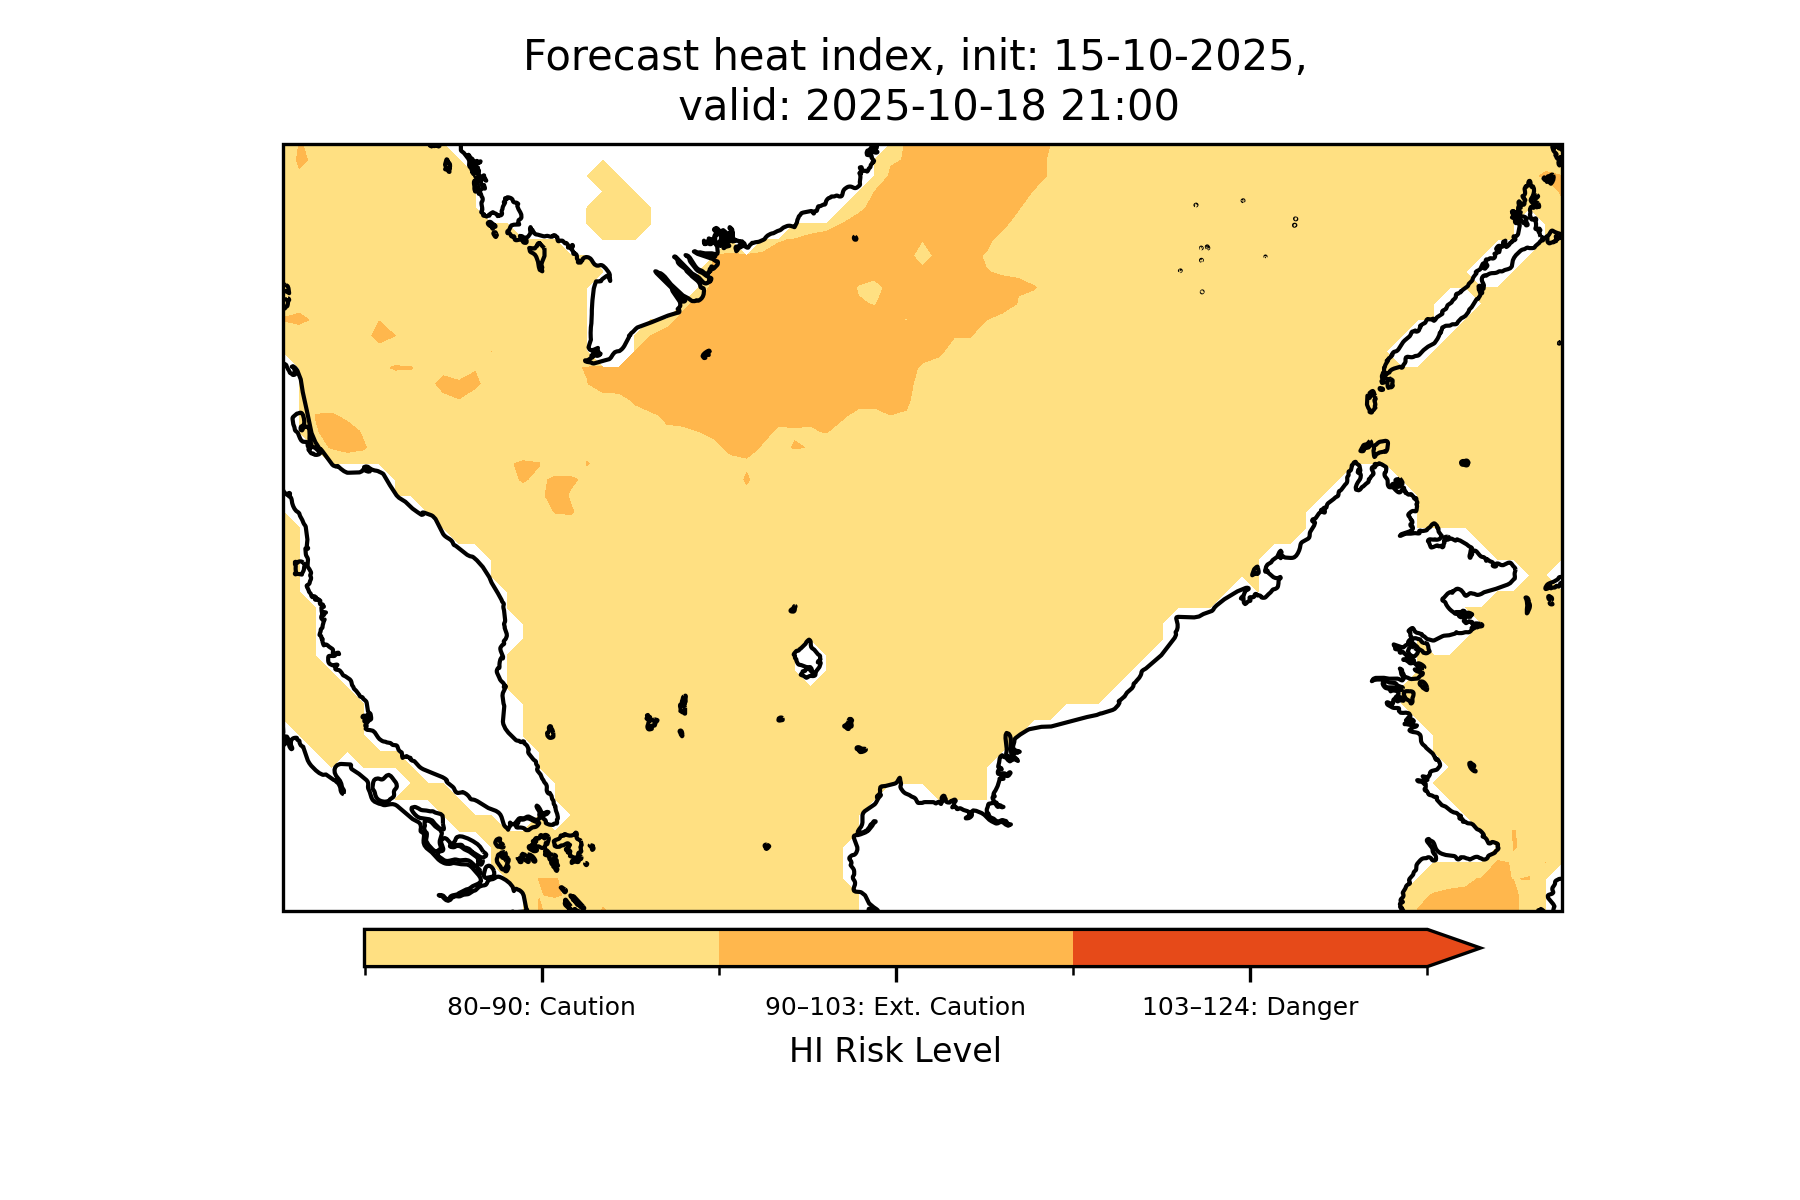 Forecast heat index, init: 15-10-2025,
valid: 2025-10-18 21:00
80–90: Caution
90–103: Ext. Caution
103–124: Danger
HI Risk Level